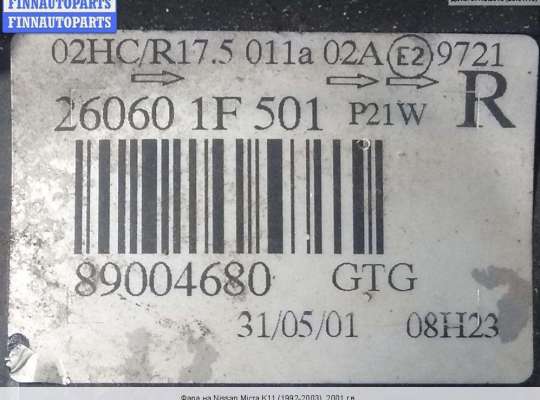 FINNAUTOPARTS
FINNAUTOPARTS
02HC/R17.5 011a 02A E2 9721
26060 1F 501 P21W R
89004680 GTG
31/05/01 08H23
Фара на Nissan Micra K11 (1992-2003), 2001 г.в.